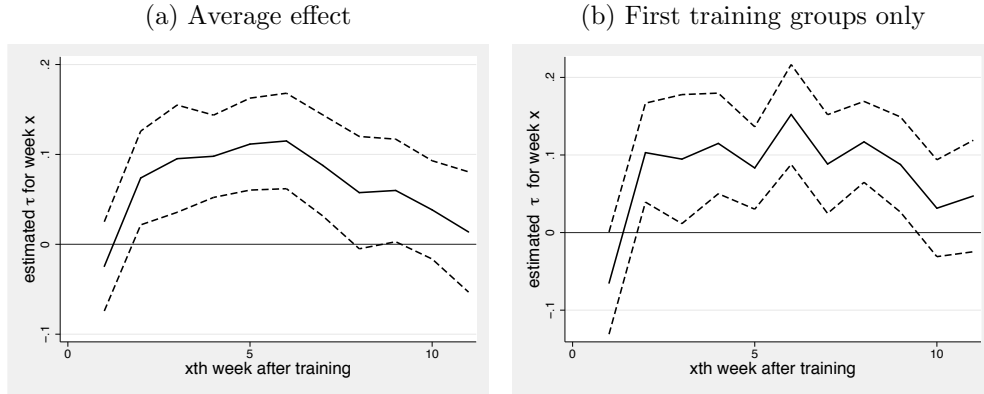 (a) Average effect
estimated τ for week x
.2
.1
0
-.1
0 5 10
xth week after training
(b) First training groups only
estimated τ for week x
.2
.1
0
-.1
0 5 10
xth week after training